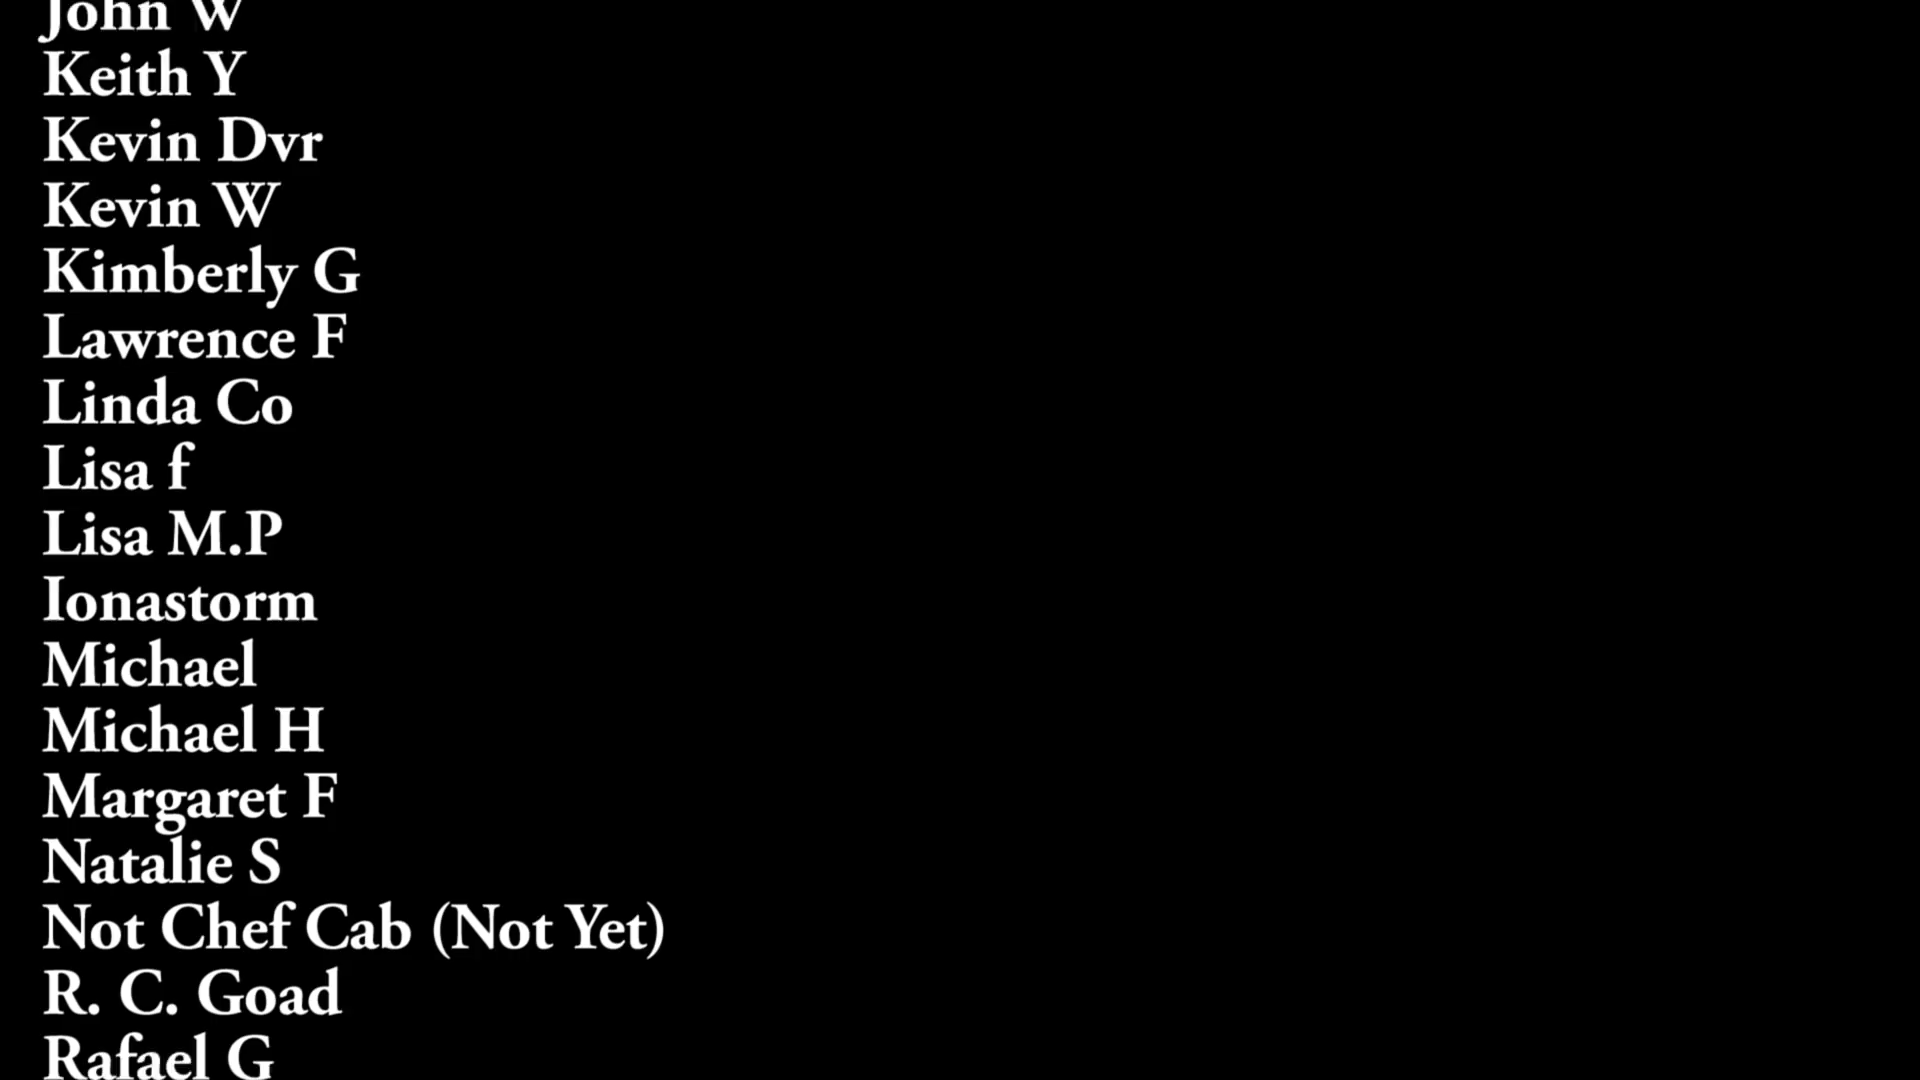 John W
Keith Y
Kevin Dvr
Kevin W
Kimberly G
Lawrence F
Linda Co
Lisa f
Lisa M.P
Ionastorm
Michael
Michael H
Margaret F
Natalie S
Not Chef Cab (Not Yet)
R. C. Goad
Rafael G